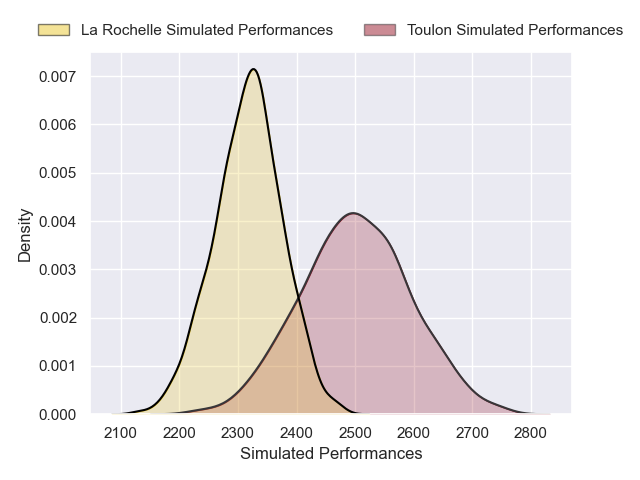 La Rochelle Simulated Performances Toulon Simulated Performances
0.007
0.006
0.005
0.004
0.003
0.002
0.001
0.000
Density
2100 2200 2300 2400 2500 2600 2700 2800
Simulated Performances